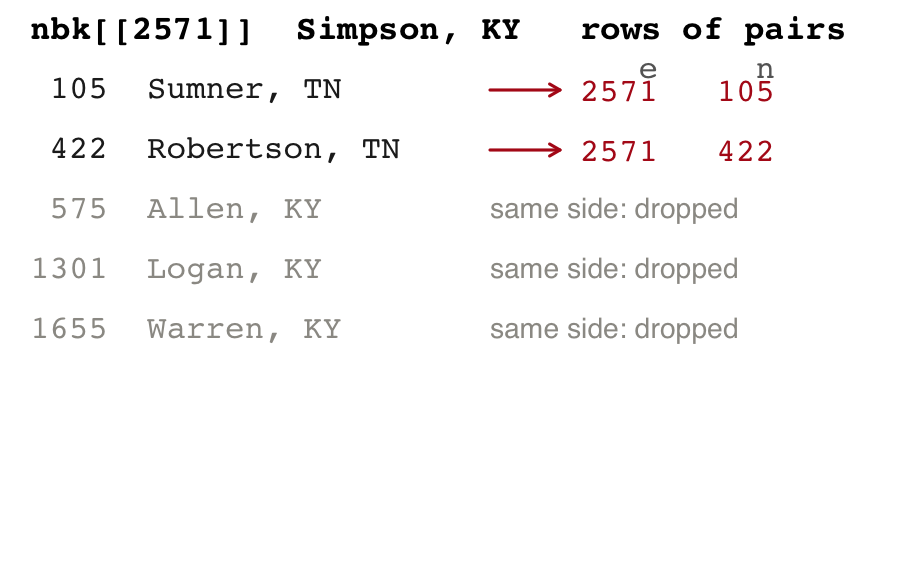 nbk[[2571]] Simpson, KY rows of pairs
e n
105 Sumner, TN 2571 105
422 Robertson, TN 2571 422
575 Allen, KY same side: dropped
1301 Logan, KY same side: dropped
1655 Warren, KY same side: dropped